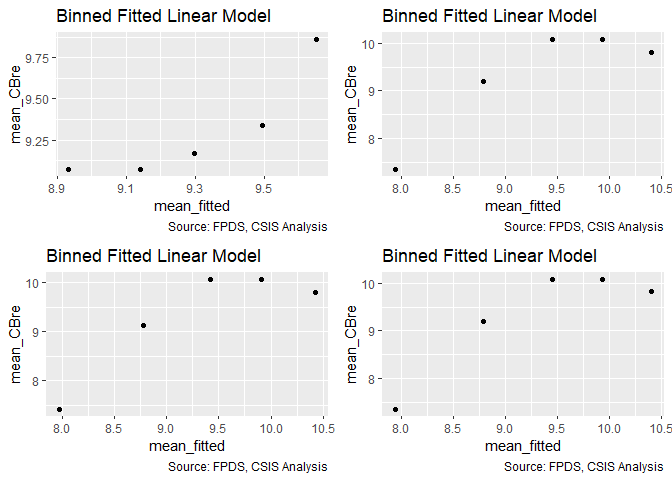 Binned Fitted Linear Model
mean_CBre
9.75
9.50
9.25
8.9 9.1 9.3 9.5
mean_fitted
Source: FPDS, CSIS Analysis
Binned Fitted Linear Model
mean_CBre
10
9
8
8.0 8.5 9.0 9.5 10.0 10.5
mean_fitted
Source: FPDS, CSIS Analysis
Binned Fitted Linear Model
mean_CBre
10
9
8
8.0 8.5 9.0 9.5 10.0 10.5
mean_fitted
Source: FPDS, CSIS Analysis
Binned Fitted Linear Model
mean_CBre
10
9
8
8.0 8.5 9.0 9.5 10.0 10.5
mean_fitted
Source: FPDS, CSIS Analysis